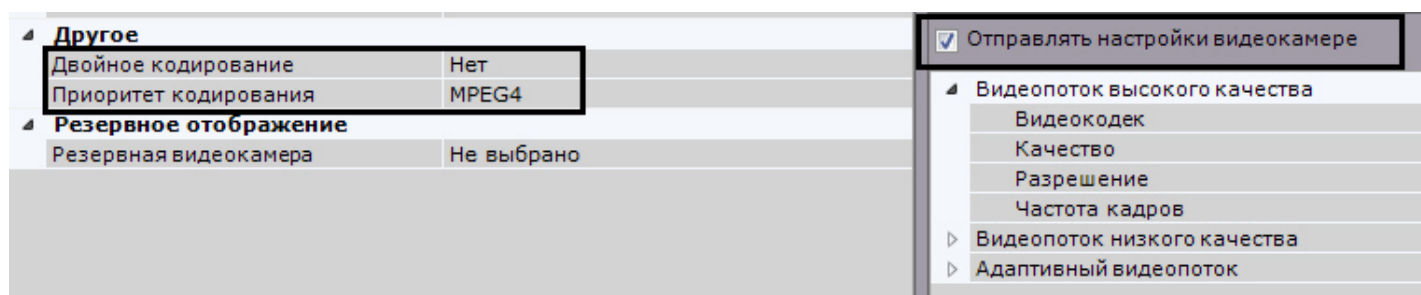 Другое
Двойное кодирование Нет
Приоритет кодирования MPEG4
Резервное отображение
Резервная видеокамера Не выбрано
Отправлять настройки видеокамере
Видеопоток высокого качества
Видеокодек
Качество
Разрешение
Частота кадров
Видеопоток низкого качества
Адаптивный видеопоток